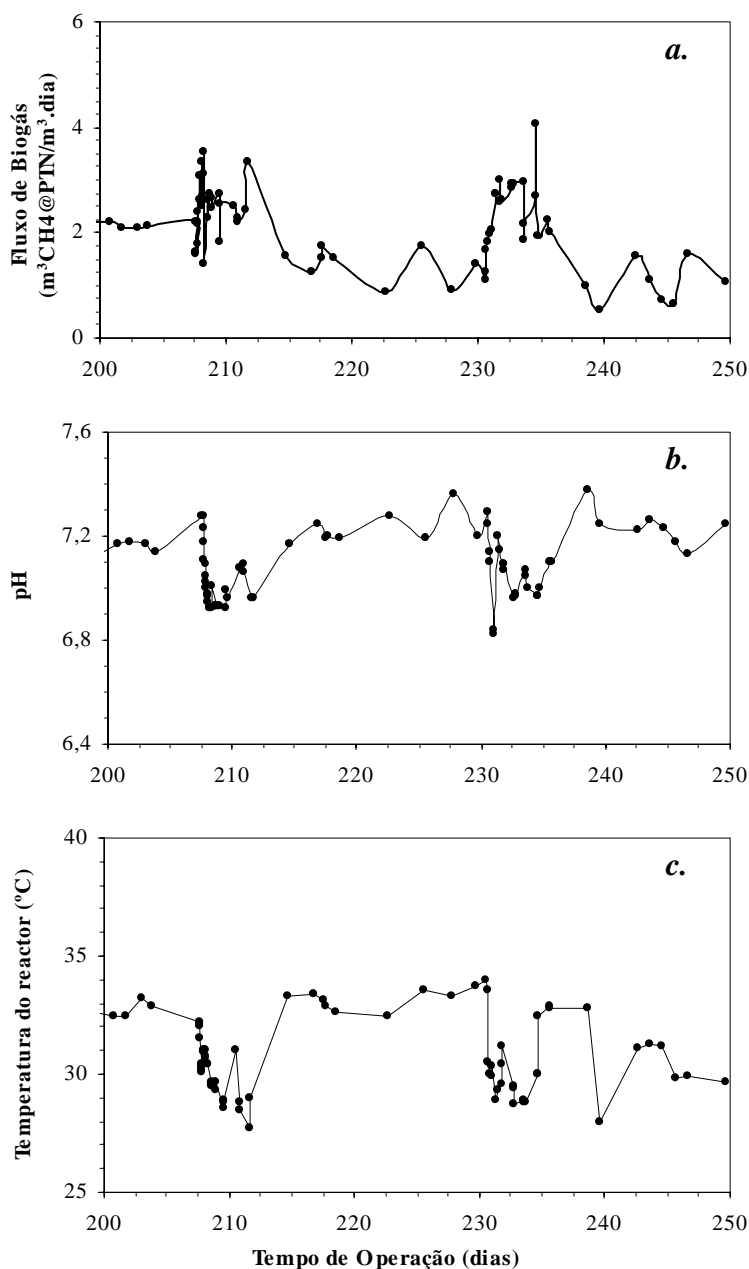 a.
Fluxo de Biogás
(m³CH4@PTN/m³.dia)
6
4
2
0
200 210 220 230 240 250
b.
pH
7,6
7,2
6,8
6,4
200 210 220 230 240 250
c.
Temperatura do reactor (ºC)
40
35
30
25
200 210 220 230 240 250
Tempo de Operação (dias)